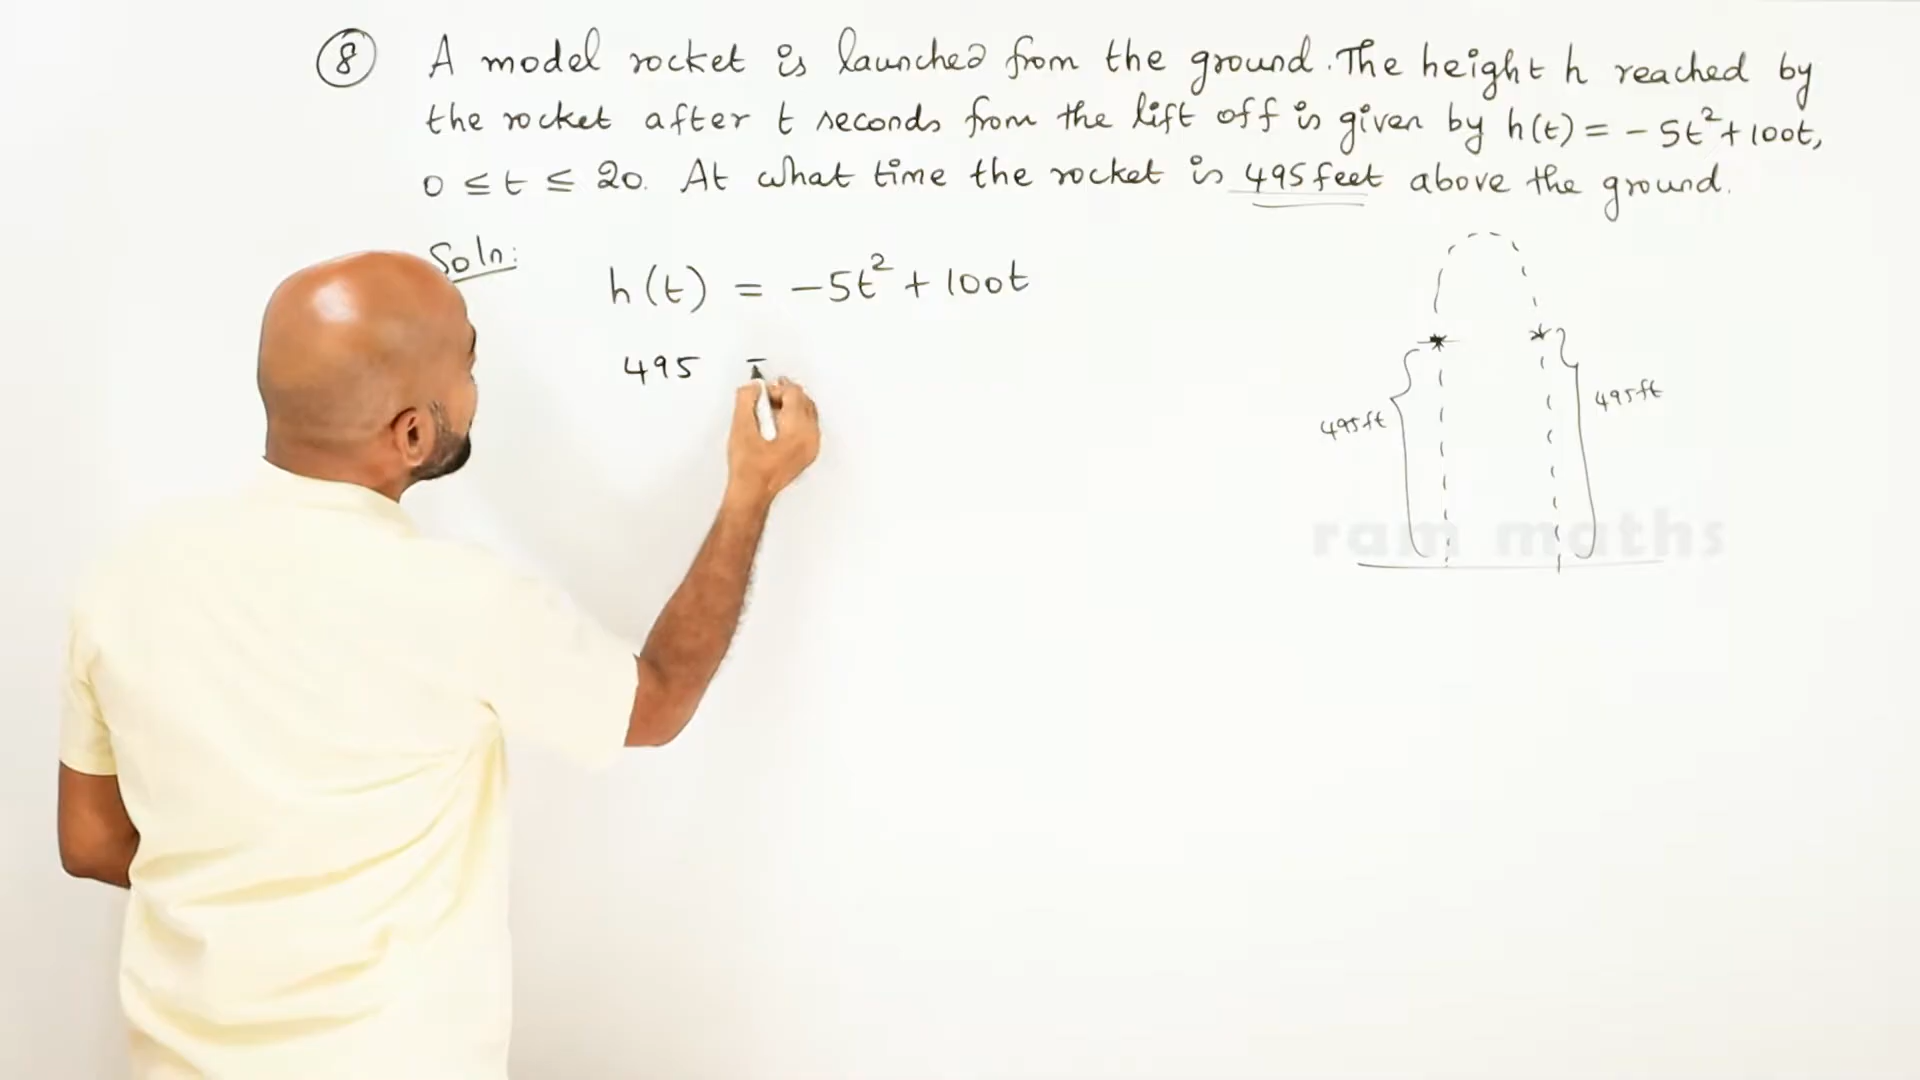 8 A model rocket is launched from the ground. The height h reached by
the rocket after t seconds from the lift off is given by h(t) = -5t² + 100t,
0 ≤ t ≤ 20. At what time the rocket is 495 feet above the ground.
Soln:
h(t) = -5t² + 100t
495
495ft
495ft
ram maths